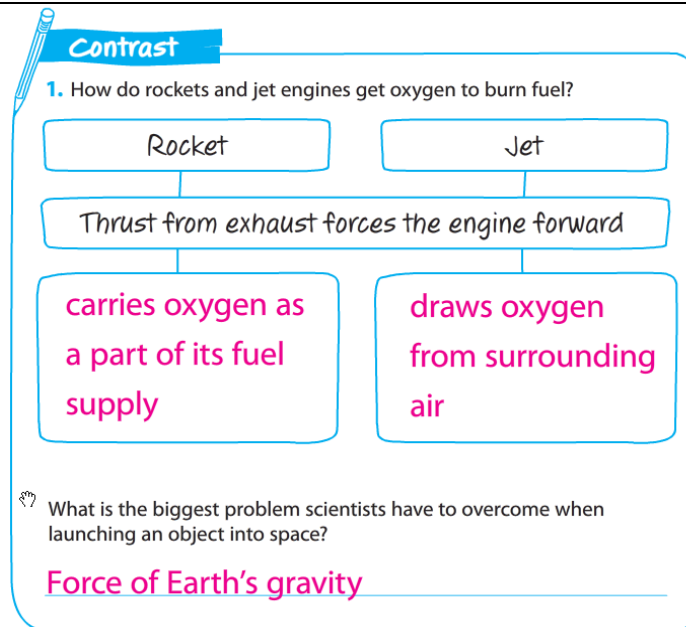 Contrast
1. How do rockets and jet engines get oxygen to burn fuel?
Rocket
Jet
Thrust from exhaust forces the engine forward
carries oxygen as
a part of its fuel
supply
draws oxygen
from surrounding
air
What is the biggest problem scientists have to overcome when
launching an object into space?
Force of Earth's gravity